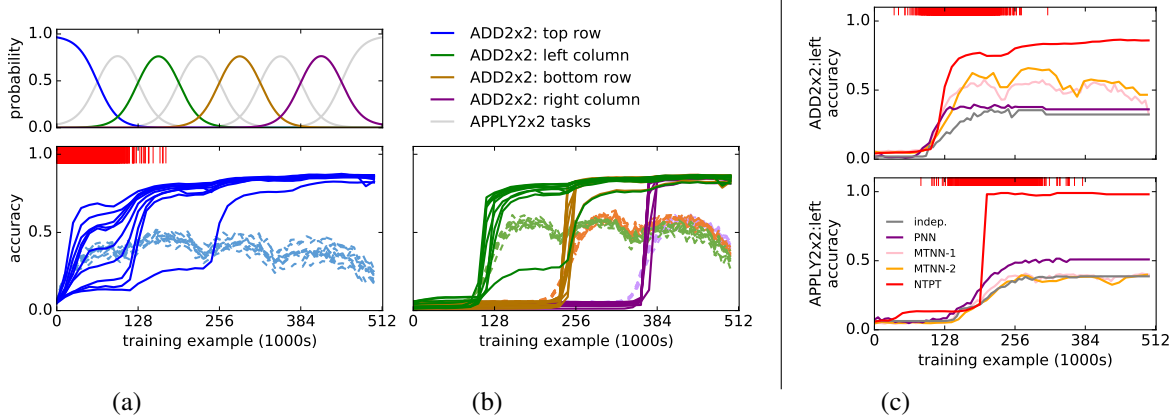 probability
1.0
0.5
0.0
ADD2x2: top row
ADD2x2: left column
ADD2x2: bottom row
ADD2x2: right column
APPLY2x2 tasks
accuracy
1.0
0.5
0.0
0 128 256 384 512
training example (1000s)
128 256 384 512
training example (1000s)
(a)
(b)
ADD2x2:left
accuracy
1.0
0.5
0.0
APPLY2x2:left
accuracy
1.0
0.5
0.0
indep.
PNN
MTNN-1
MTNN-2
NTPT
0 128 256 384 512
training example (1000s)
(c)